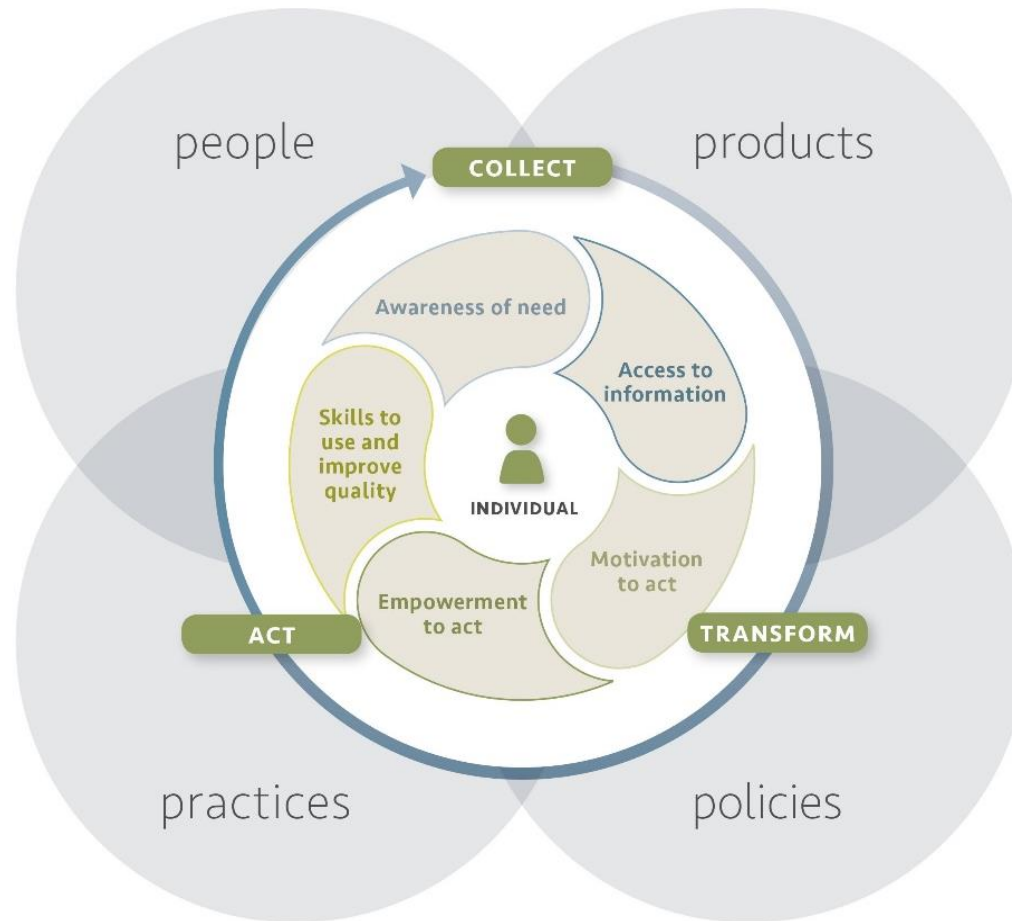 people
products
COLLECT
Awareness of need
Access to
information
Skills to
use and
improve
quality
INDIVIDUAL
Motivation
to act
Empowerment
to act
ACT
TRANSFORM
practices
policies